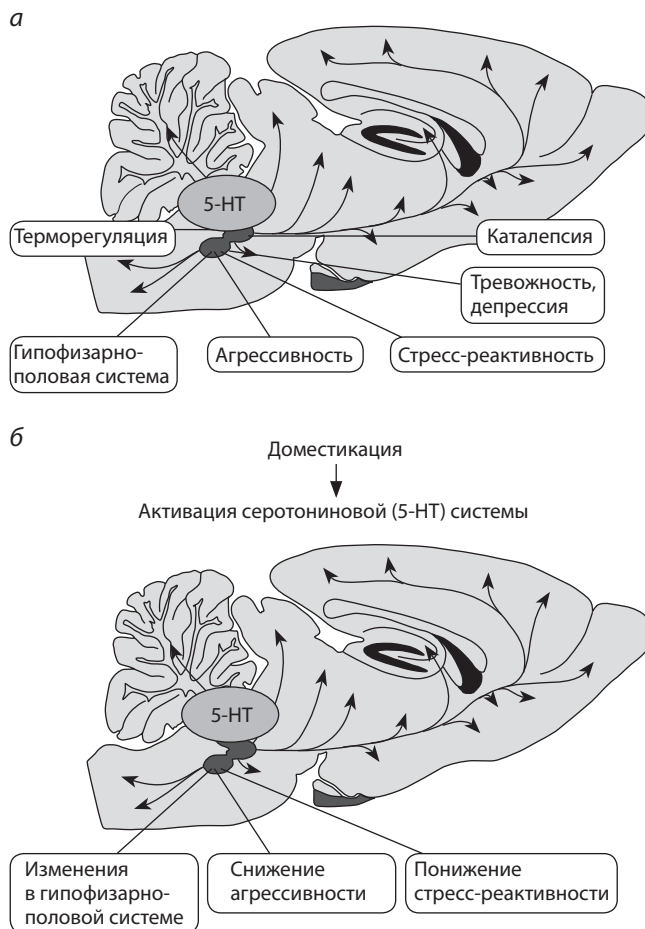 а
5-HT
Терморегуляция
Каталепсия
Тревожность,
депрессия
Гипофизарно-
половая система
Агрессивность
Стресс-реактивность
б
Доместикация
Активация серотониновой (5-HT) системы
5-HT
Изменения
в гипофизарно-
половой системе
Снижение
агрессивности
Понижение
стресс-реактивности